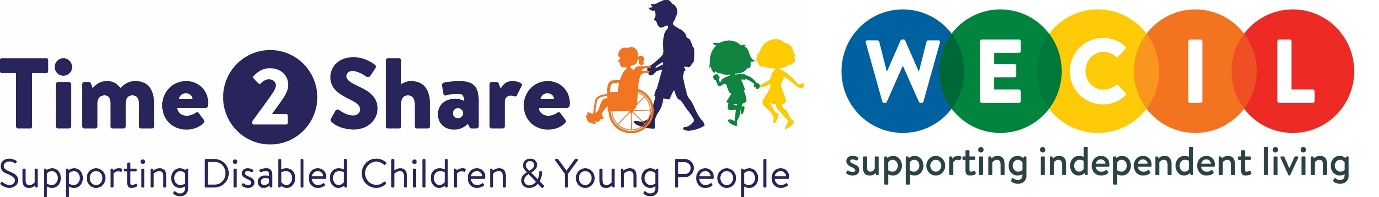 Time 2 Share
Supporting Disabled Children & Young People
WECIL
supporting independent living